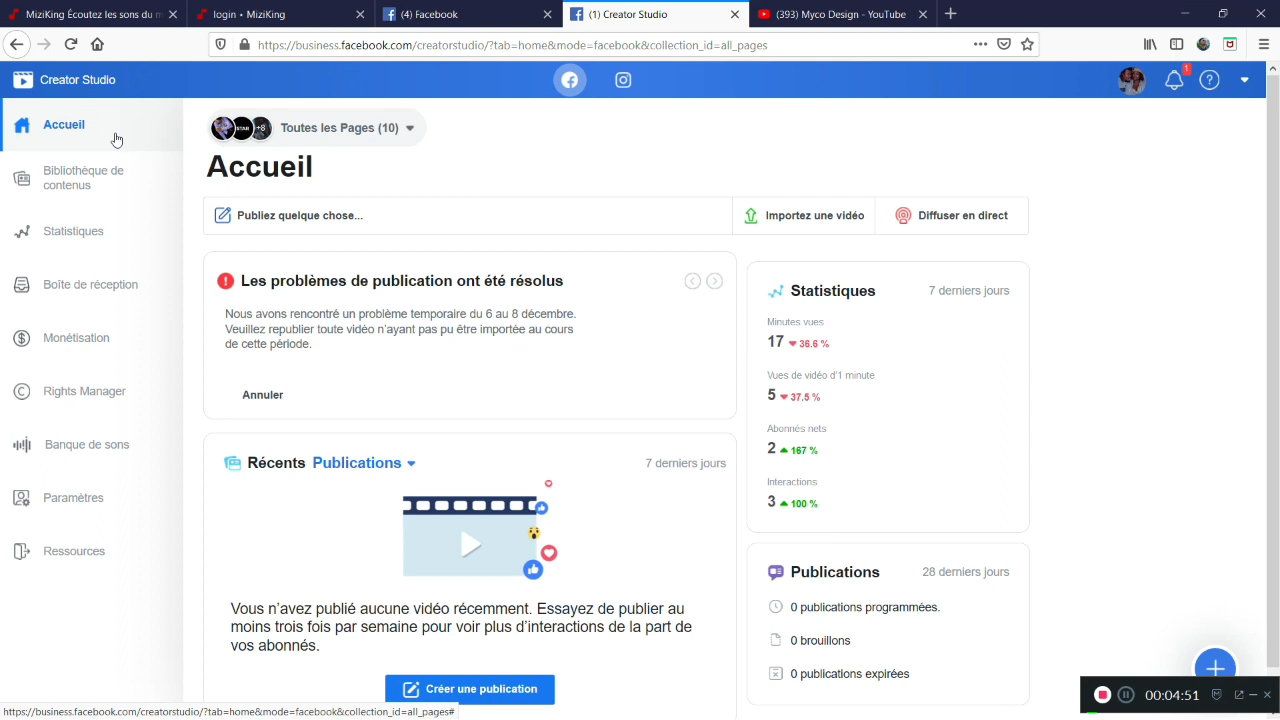 MiziKing Écoutez les sons du m
login • MiziKing
(4) Facebook
(1) Creator Studio
(393) Myco Design - YouTube
https://business.facebook.com/creatorstudio/?tab=home&mode=facebook&collection_id=all_pages
Creator Studio
1
Accueil
Bibliothèque de
contenus
Statistiques
Boîte de réception
Monétisation
Rights Manager
Banque de sons
Paramètres
Ressources
STAR
+8
Toutes les Pages (10)
Accueil
Publiez quelque chose...
Importez une vidéo
Diffuser en direct
Les problèmes de publication ont été résolus
Nous avons rencontré un problème temporaire du 6 au 8 décembre.
Veuillez republier toute vidéo n'ayant pas pu être importée au cours
de cette période.
Annuler
Récents Publications
7 derniers jours
Vous n'avez publié aucune vidéo récemment. Essayez de publier au
moins trois fois par semaine pour voir plus d'interactions de la part de
vos abonnés.
Créer une publication
Statistiques
7 derniers jours
Minutes vues
17 36.6 %
Vues de vidéo d'1 minute
5 37.5 %
Abonnés nets
2 167 %
Interactions
3 100 %
Publications
28 derniers jours
0 publications programmées.
0 brouillons
0 publications expirées
00:04:51
https://business.facebook.com/creatorstudio/?tab=home&mode=facebook&collection_id=all_pages#